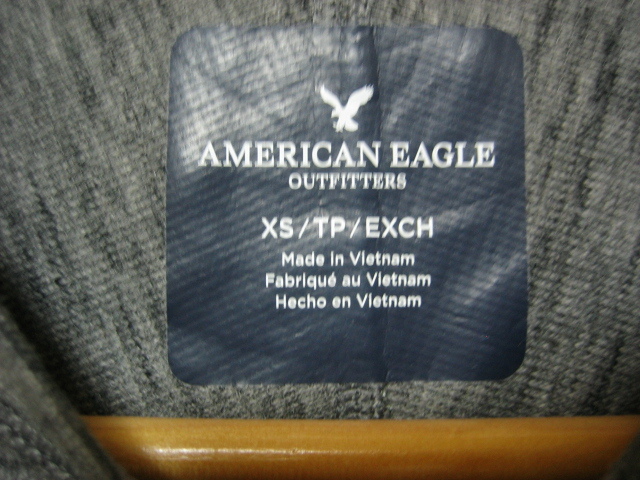 AMERICAN EAGLE
OUTFITTERS
XS/TP/EXCH
Made in Vietnam
Fabriqué au Vietnam
Hecho en Vietnam